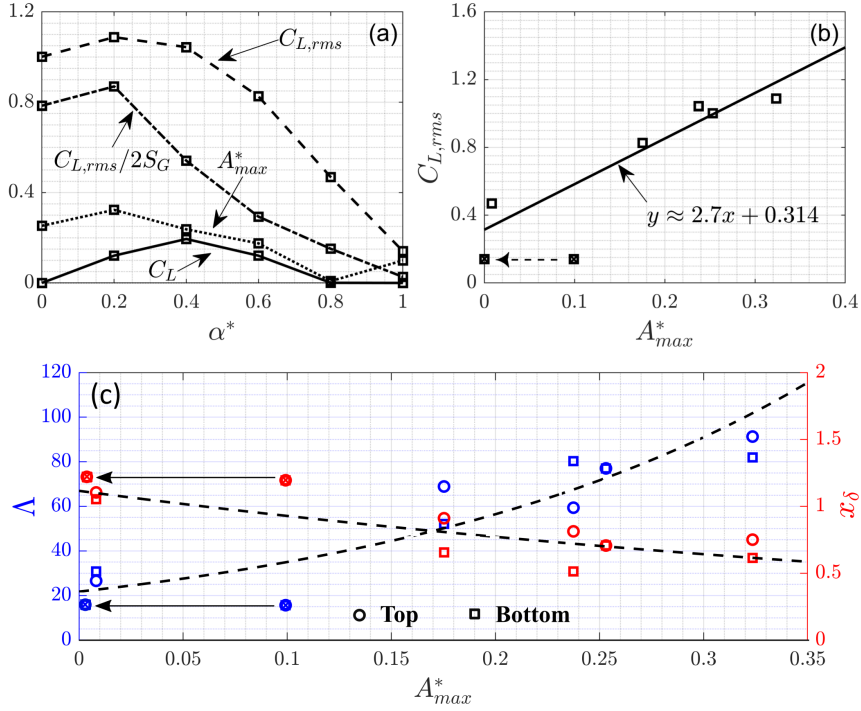 1.2
0.8
0.4
0
0 0.2 0.4 0.6 0.8 1
α*
(a)
C_{L,rms}
C_{L,rms}/2S_G
A*_{max}
C_L
1.6
1.2
0.8
0.4
0
0 0.1 0.2 0.3 0.4
A*_{max}
C_{L,rms}
(b)
y ≈ 2.7x + 0.314
(c)
120
100
80
60
40
20
0
Λ
2
1.5
1
0.5
0
x_δ
Top Bottom
0 0.05 0.1 0.15 0.2 0.25 0.3 0.35
A*_{max}